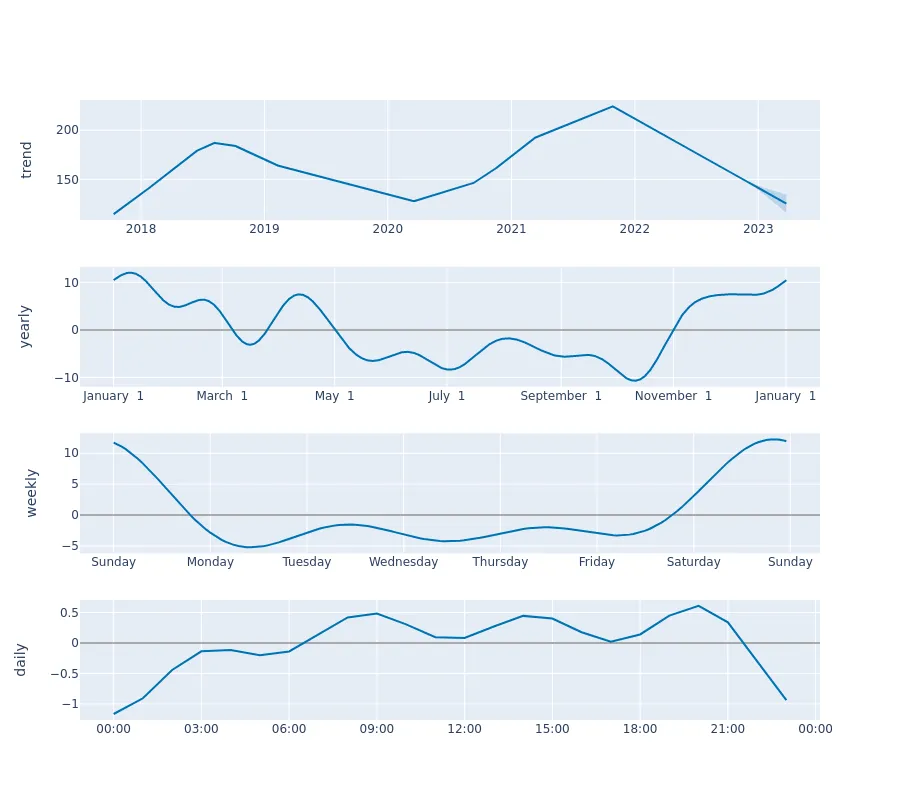 trend
200
150
2018 2019 2020 2021 2022 2023
yearly
10
0
−10
January 1 March 1 May 1 July 1 September 1 November 1 January 1
weekly
10
5
0
−5
Sunday Monday Tuesday Wednesday Thursday Friday Saturday Sunday
daily
0.5
0
−0.5
−1
00:00 03:00 06:00 09:00 12:00 15:00 18:00 21:00 00:00